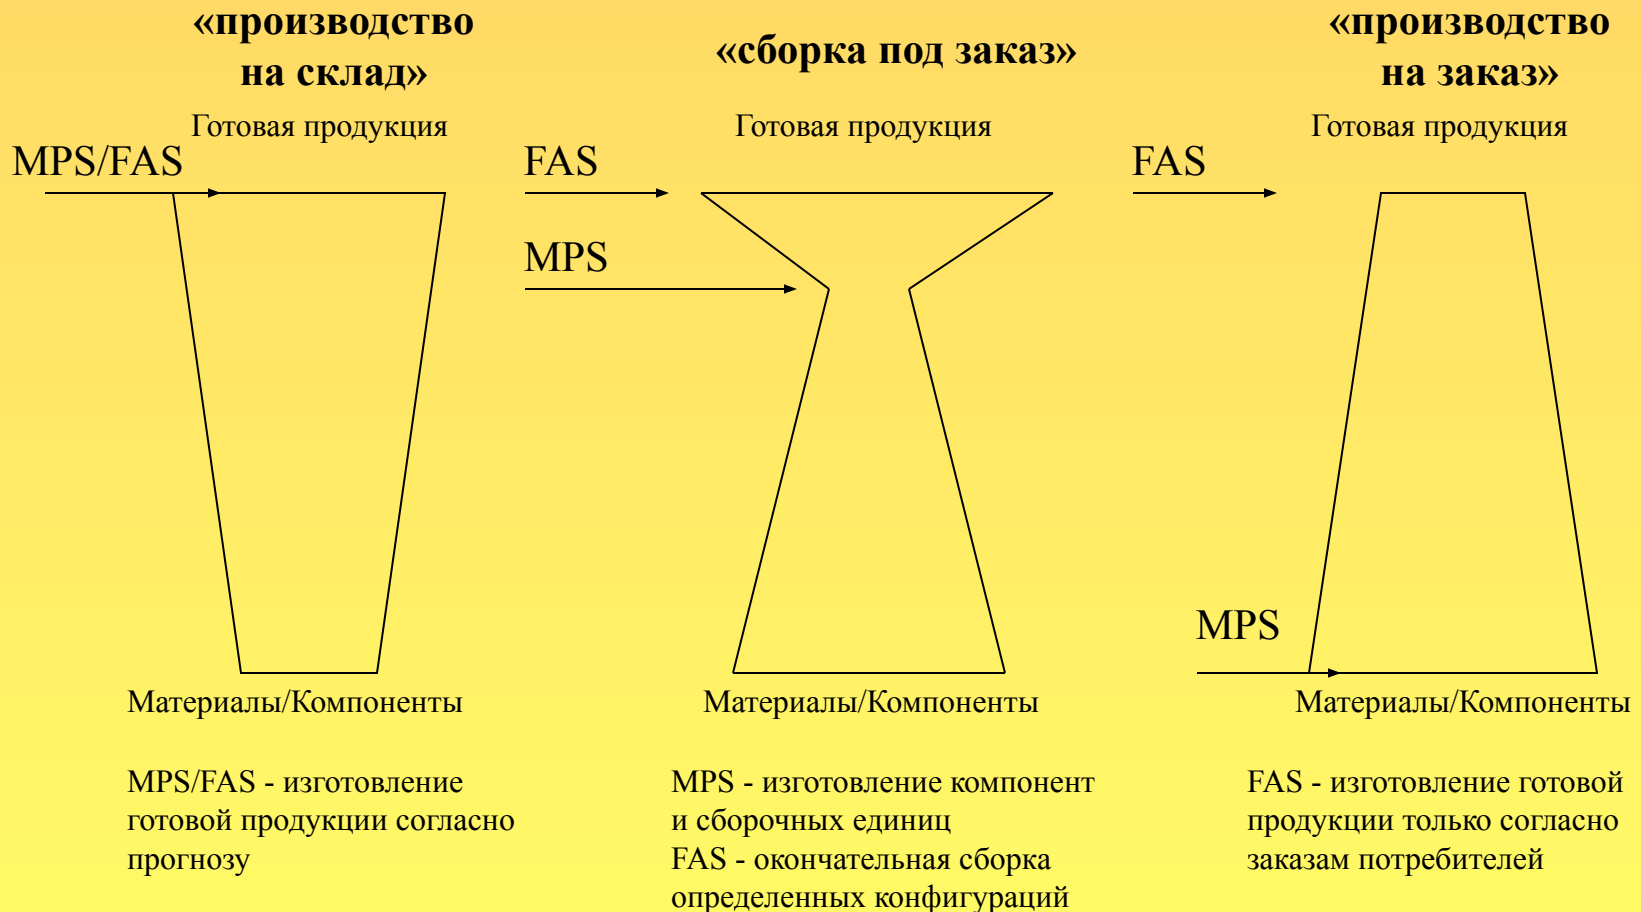 «производство
на склад»
Готовая продукция
MPS/FAS
Материалы/Компоненты
MPS/FAS - изготовление
готовой продукции согласно
прогнозу
«сборка под заказ»
Готовая продукция
FAS
MPS
Материалы/Компоненты
MPS - изготовление компонент
и сборочных единиц
FAS - окончательная сборка
определенных конфигураций
«производство
на заказ»
Готовая продукция
FAS
MPS
Материалы/Компоненты
FAS - изготовление готовой
продукции только согласно
заказам потребителей